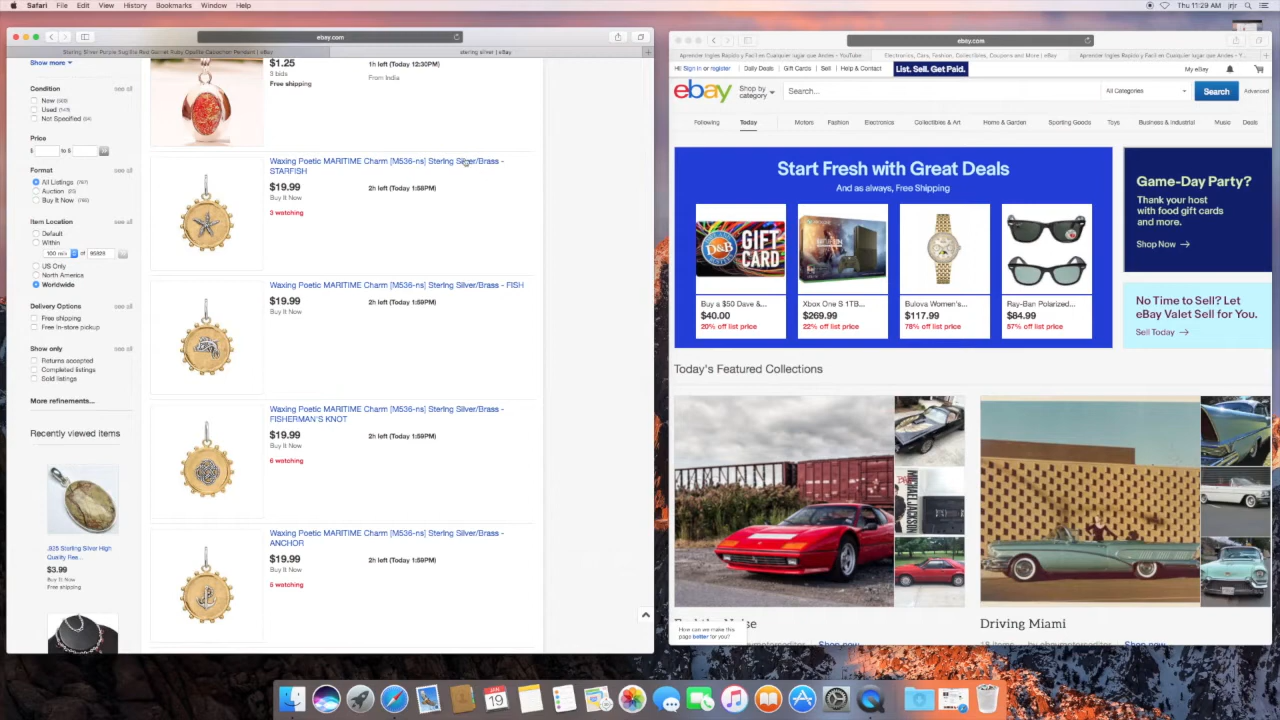 Safari File Edit View History Bookmarks Window Help
Thu 11:29 AM jrjr
ebay.com
Sterling Silver Purple Sugilite Red Garnet Ruby Opulite Cabochon Pendant | eBay
sterling silver | eBay
Show more
Condition see all
New
Used
Not Specified
Price
$ to $
Format see all
All Listings
Auction
Buy It Now
Item Location see all
Default
Within
100 mi of 95828
US Only
North America
Worldwide
Delivery Options see all
Free shipping
Free in-store pickup
Show only see all
Returns accepted
Completed listings
Sold listings
More refinements...
Recently viewed items
.925 Sterling Silver High
Quality Rea...
$3.99
Buy It Now
Free shipping
$1.25
3 bids
Free shipping
1h left (Today 12:30PM)
From India
Waxing Poetic MARITIME Charm [M536-ns] Sterling Silver/Brass -
STARFISH
$19.99
Buy It Now
3 watching
2h left (Today 1:58PM)
Waxing Poetic MARITIME Charm [M536-ns] Sterling Silver/Brass - FISH
$19.99
Buy It Now
2h left (Today 1:59PM)
Waxing Poetic MARITIME Charm [M536-ns] Sterling Silver/Brass -
FISHERMAN'S KNOT
$19.99
Buy It Now
6 watching
2h left (Today 1:59PM)
Waxing Poetic MARITIME Charm [M536-ns] Sterling Silver/Brass -
ANCHOR
$19.99
Buy It Now
5 watching
2h left (Today 1:59PM)
ebay.com
Aprender Ingles Rapido y Facil en Cualquier lugar que Andes - YouTube
Electronics, Cars, Fashion, Collectibles, Coupons and More | eBay
Aprender Ingles Rapido y Facil en Cualquier lugar que Andes - Y...
Hi! Sign in or register Daily Deals Gift Cards Sell Help & Contact List. Sell. Get Paid. My eBay
ebay Shop by
category
Search... All Categories Search Advanced
Following Today Motors Fashion Electronics Collectibles & Art Home & Garden Sporting Goods Toys Business & Industrial Music Deals
Start Fresh with Great Deals
And as always, Free Shipping
D&B GIFT CARD
Buy a $50 Dave &...
$40.00
20% off list price
Xbox One S 1TB...
$269.99
22% off list price
Bulova Women's...
$117.99
78% off list price
Ray-Ban Polarized...
$84.99
57% off list price
Game-Day Party?
Thank your host
with food gift cards
and more.
Shop Now
No Time to Sell? Let
eBay Valet Sell for You.
Sell Today
Today's Featured Collections
MICHAEL JACKSON
BAD
How can we make this
page better for you?
Driving Miami
Shop now
Shop now
JAN
19